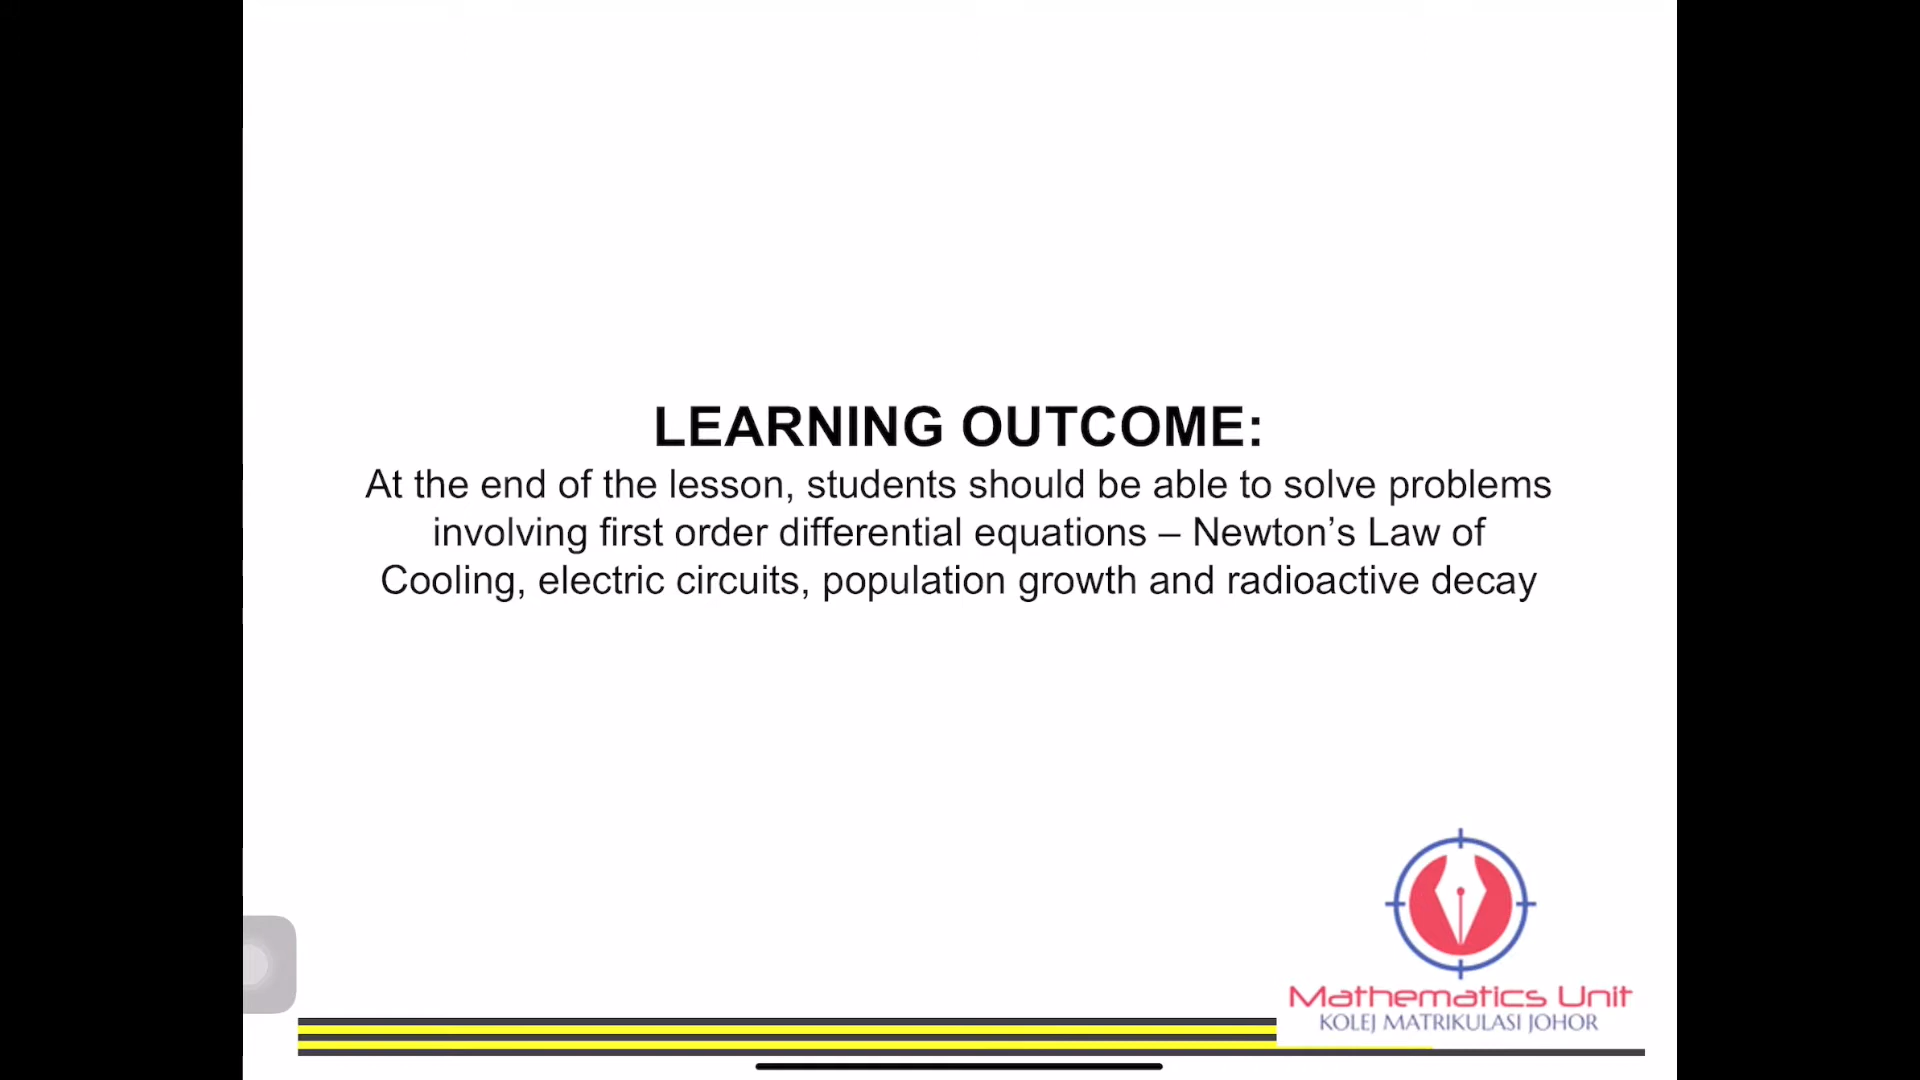 LEARNING OUTCOME:
At the end of the lesson, students should be able to solve problems
involving first order differential equations – Newton’s Law of
Cooling, electric circuits, population growth and radioactive decay
Mathematics Unit
KOLEJ MATRIKULASI JOHOR